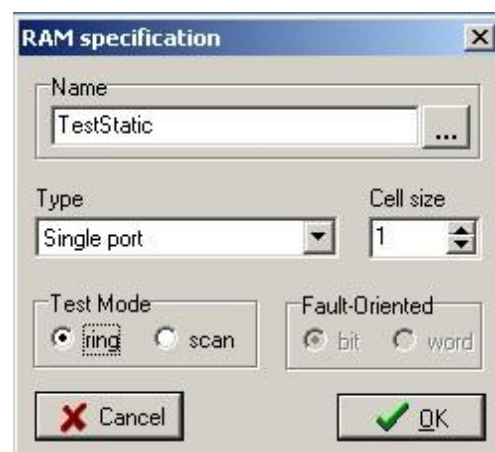 RAM specification
Name
TestStatic
...
Type
Cell size
Single port
1
Test Mode
Fault-Oriented
ring
scan
bit
word
Cancel
OK